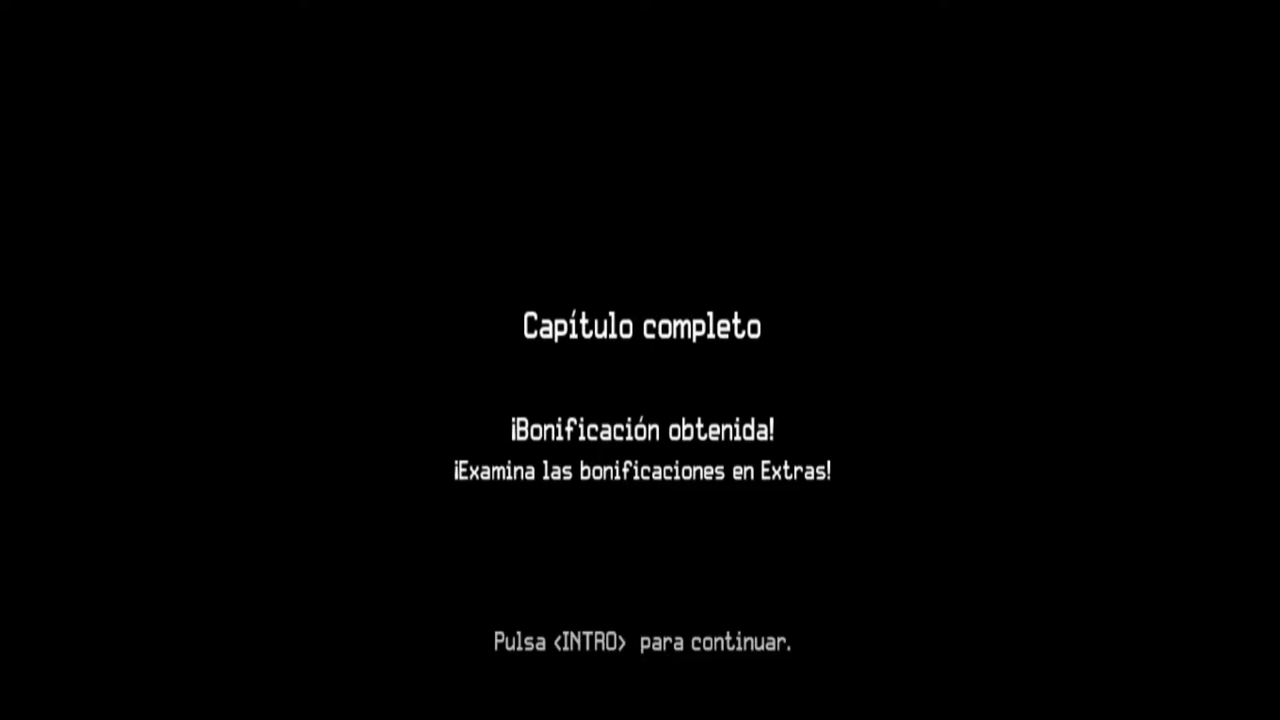 Capítulo completo
¡Bonificación obtenida!
¡Examina las bonificaciones en Extras!
Pulsa <INTRO> para continuar.